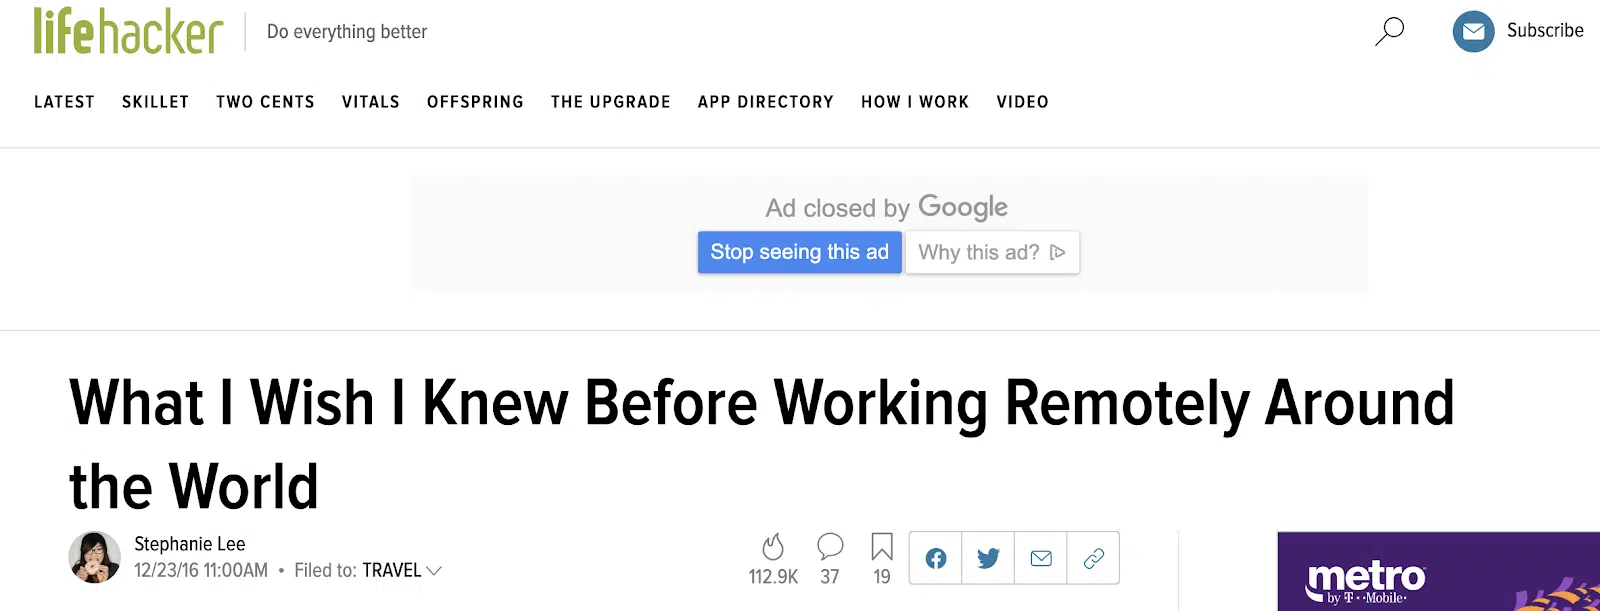 lifehacker Do everything better Subscribe
LATEST SKILLET TWO CENTS VITALS OFFSPRING THE UPGRADE APP DIRECTORY HOW I WORK VIDEO
Ad closed by Google
Stop seeing this ad Why this ad?
What I Wish I Knew Before Working Remotely Around
the World
Stephanie Lee
12/23/16 11:00AM • Filed to: TRAVEL
112.9K 37 19
metro
by T··Mobile·